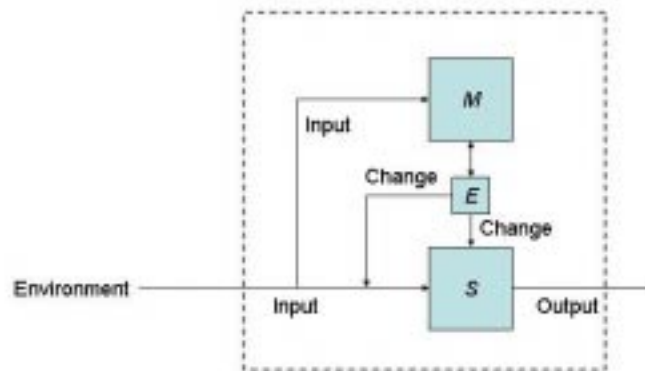 M
Input
Change
E
Change
Environment
Input
S
Output